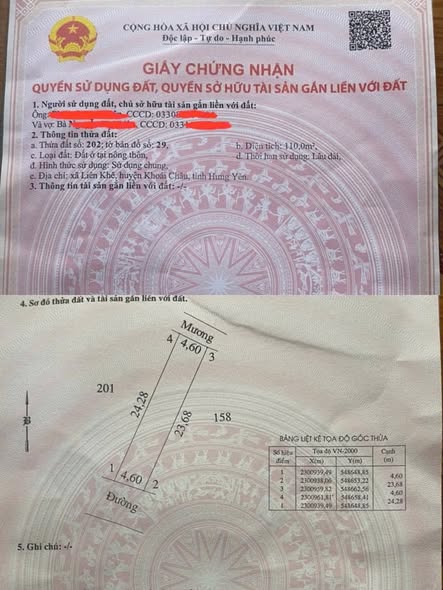 CỘNG HÒA XÃ HỘI CHỦ NGHĨA VIỆT NAM
Độc lập - Tự do - Hạnh phúc
GIẤY CHỨNG NHẬN
QUYỀN SỬ DỤNG ĐẤT, QUYỀN SỞ HỮU TÀI SẢN GẮN LIỀN VỚI ĐẤT
1. Người sử dụng đất, chủ sở hữu tài sản gắn liền với đất:
Ông: CCCD: 0330
Và vợ: Bà CCCD: 033
2. Thông tin thửa đất:
a. Thửa đất số: 202; tờ bản đồ số: 29, b. Diện tích: 110,0m²,
c. Loại đất: Đất ở tại nông thôn, d. Thời hạn sử dụng: Lâu dài,
đ. Hình thức sử dụng: Sử dụng chung,
e. Địa chỉ: xã Liên Khê, huyện Khoái Châu, tỉnh Hưng Yên.
3. Thông tin tài sản gắn liền với đất: -/-
4. Sơ đồ thửa đất và tài sản gắn liền với đất.
Mương
4 4,60 3
201
24,28
23,68
158
1 4,60 2
Đường
B
BẢNG LIỆT KÊ TỌA ĐỘ GÓC THỬA
Số hiệu điểm Tọa độ VN-2000 Cạnh
X(m) Y(m) (m)
1 2300939,49 548648,85
4,60
2 2300938,06 548653,22
23,68
3 2300959,82 548662,56
4,60
4 2300961,81 548658,41
24,28
1 2300939,49 548648,85
5. Ghi chú: -/-